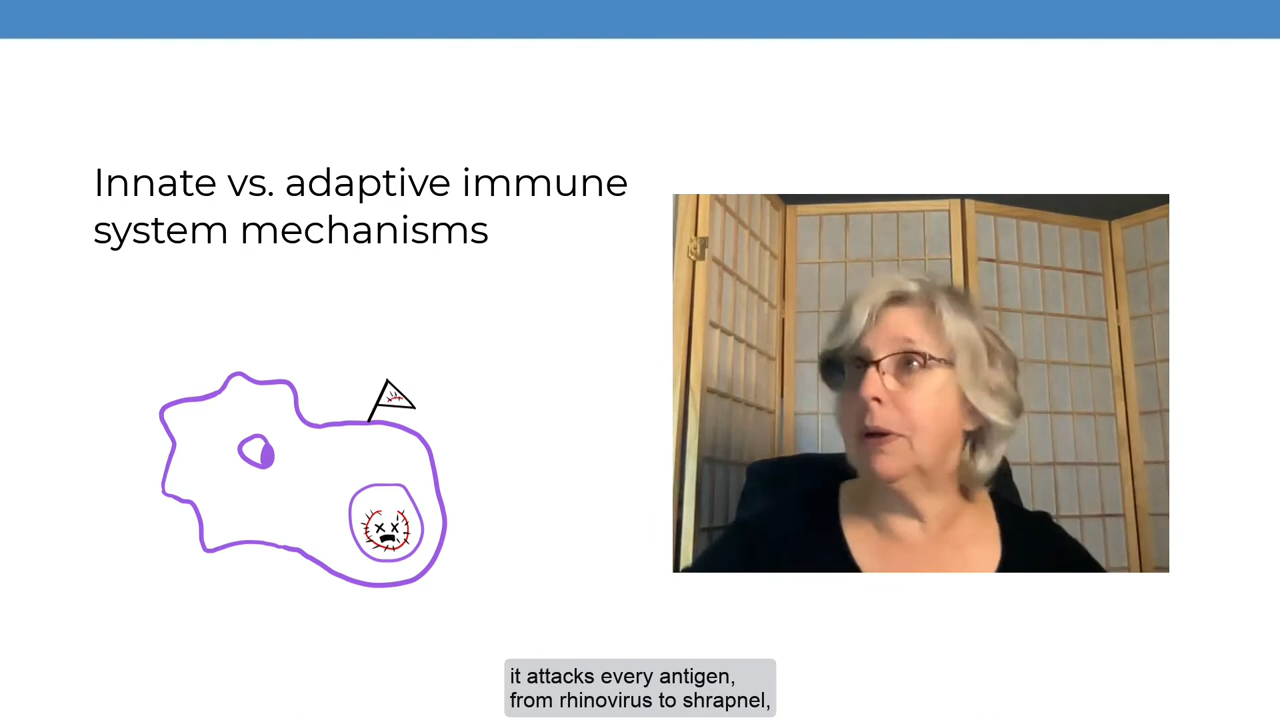 Innate vs. adaptive immune
system mechanisms
it attacks every antigen,
from rhinovirus to shrapnel,